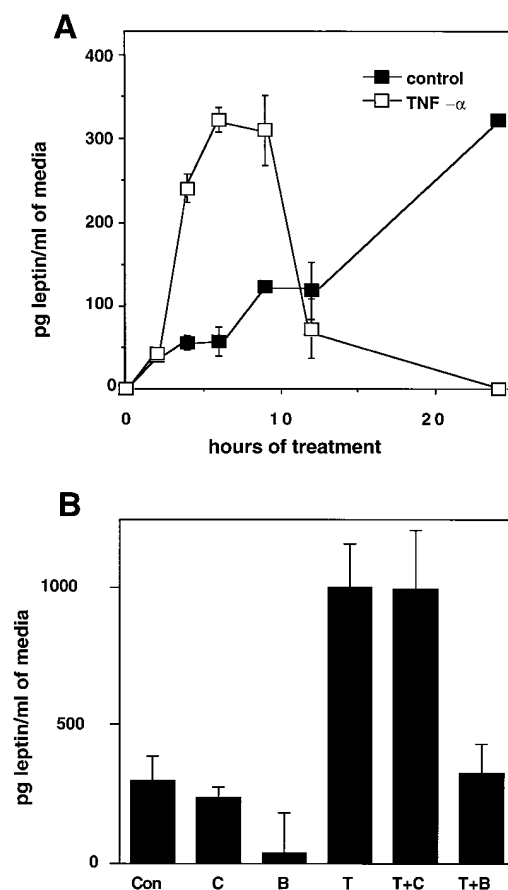 A
400
300
200
100
0
pg leptin/ml of media
control
TNF -α
0
10
20
hours of treatment
B
1000
500
0
pg leptin/ml of media
Con C B T T+C T+B